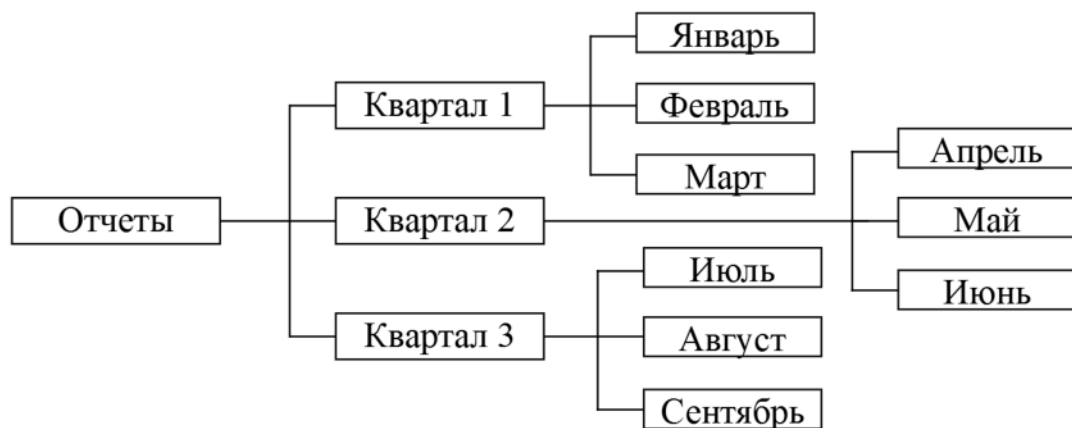 Отчеты
Квартал 1
Январь
Февраль
Март
Квартал 2
Апрель
Май
Июнь
Квартал 3
Июль
Август
Сентябрь